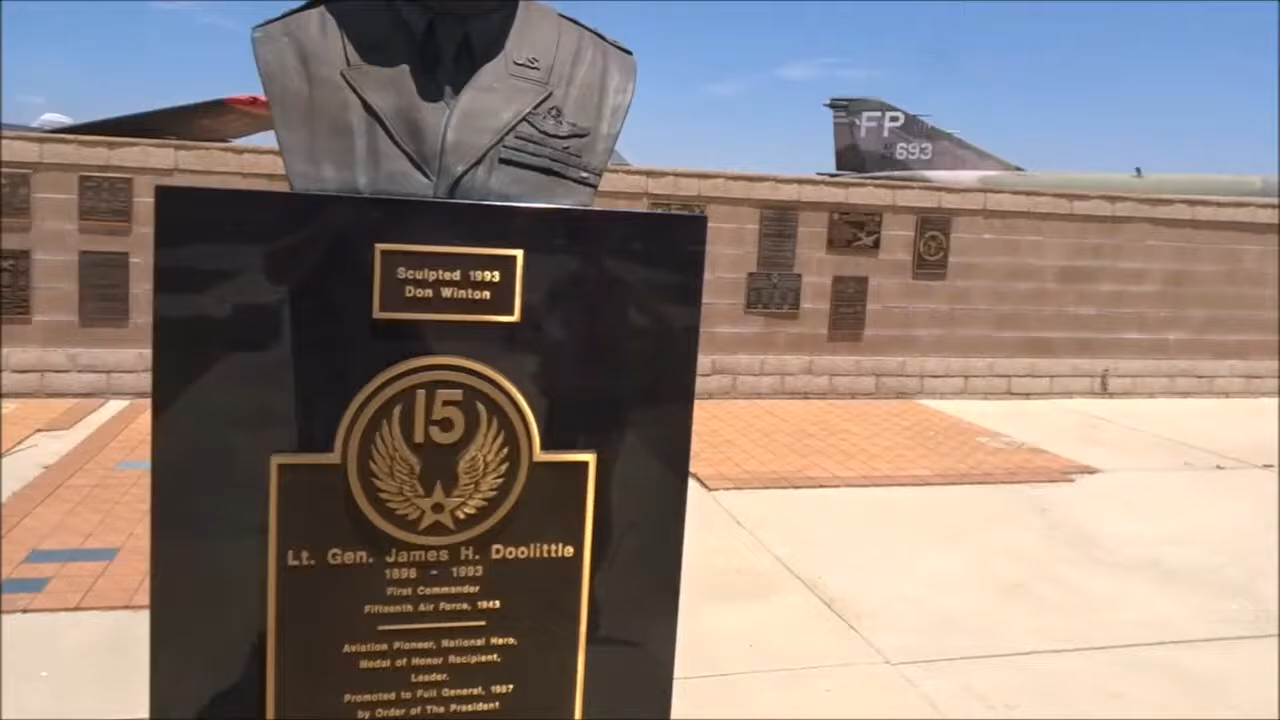 U.S.
FP
693
Sculpted 1993
Don Winton
15
Lt. Gen. James H. Doolittle
1896 - 1993
First Commander
Fifteenth Air Force, 1943
Aviation Pioneer, National Hero,
Medal of Honor Recipient,
Leader.
Promoted to Full General, 1987
by Order of The President